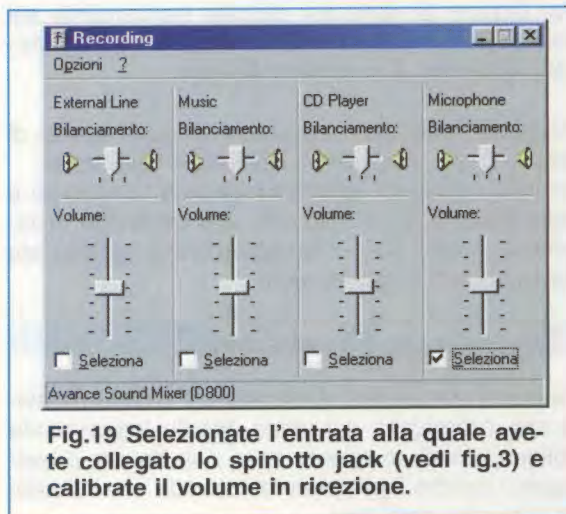 Recording
Opzioni ?
External Line Music CD Player Microphone
Bilanciamento: Bilanciamento: Bilanciamento: Bilanciamento:
Volume: Volume: Volume: Volume:
Seleziona Seleziona Seleziona Seleziona
Avance Sound Mixer (D800)
Fig.19 Selezionate l'entrata alla quale ave-
te collegato lo spinotto jack (vedi fig.3) e
calibrate il volume in ricezione.